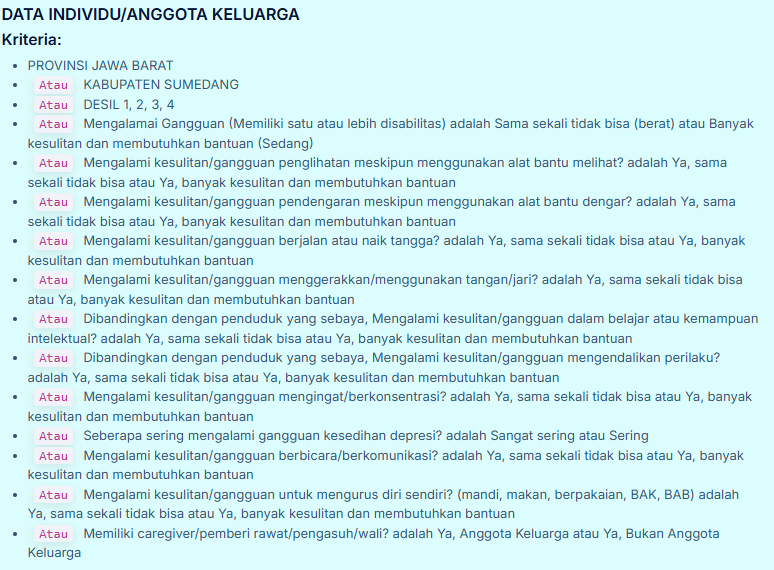 DATA INDIVIDU/ANGGOTA KELUARGA
Kriteria:
• PROVINSI JAWA BARAT
• Atau KABUPATEN SUMEDANG
• Atau DESIL 1, 2, 3, 4
• Atau Mengalamai Gangguan (Memiliki satu atau lebih disabilitas) adalah Sama sekali tidak bisa (berat) atau Banyak
kesulitan dan membutuhkan bantuan (Sedang)
• Atau Mengalami kesulitan/gangguan penglihatan meskipun menggunakan alat bantu melihat? adalah Ya, sama
sekali tidak bisa atau Ya, banyak kesulitan dan membutuhkan bantuan
• Atau Mengalami kesulitan/gangguan pendengaran meskipun menggunakan alat bantu dengar? adalah Ya, sama
sekali tidak bisa atau Ya, banyak kesulitan dan membutuhkan bantuan
• Atau Mengalami kesulitan/gangguan berjalan atau naik tangga? adalah Ya, sama sekali tidak bisa atau Ya, banyak
kesulitan dan membutuhkan bantuan
• Atau Mengalami kesulitan/gangguan menggerakkan/menggunakan tangan/jari? adalah Ya, sama sekali tidak bisa
atau Ya, banyak kesulitan dan membutuhkan bantuan
• Atau Dibandingkan dengan penduduk yang sebaya, Mengalami kesulitan/gangguan dalam belajar atau kemampuan
intelektual? adalah Ya, sama sekali tidak bisa atau Ya, banyak kesulitan dan membutuhkan bantuan
• Atau Dibandingkan dengan penduduk yang sebaya, Mengalami kesulitan/gangguan mengendalikan perilaku?
adalah Ya, sama sekali tidak bisa atau Ya, banyak kesulitan dan membutuhkan bantuan
• Atau Mengalami kesulitan/gangguan mengingat/berkonsentrasi? adalah Ya, sama sekali tidak bisa atau Ya, banyak
kesulitan dan membutuhkan bantuan
• Atau Seberapa sering mengalami gangguan kesedihan depresi? adalah Sangat sering atau Sering
• Atau Mengalami kesulitan/gangguan berbicara/berkomunikasi? adalah Ya, sama sekali tidak bisa atau Ya, banyak
kesulitan dan membutuhkan bantuan
• Atau Mengalami kesulitan/gangguan untuk mengurus diri sendiri? (mandi, makan, berpakaian, BAK, BAB) adalah
Ya, sama sekali tidak bisa atau Ya, banyak kesulitan dan membutuhkan bantuan
• Atau Memiliki caregiver/pemberi rawat/pengasuh/wali? adalah Ya, Anggota Keluarga atau Ya, Bukan Anggota
Keluarga